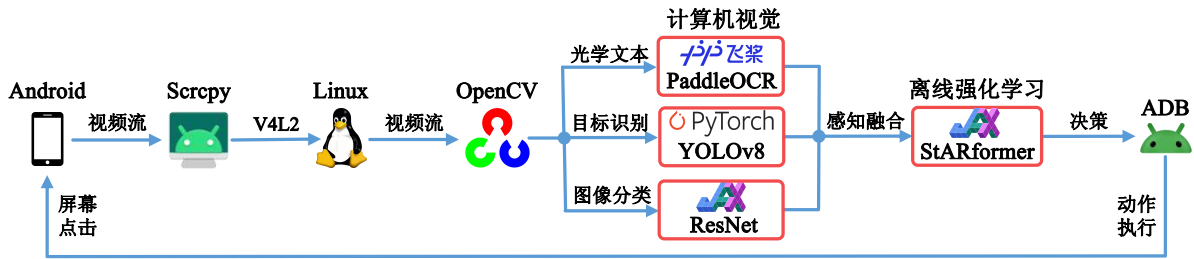 计算机视觉
Android
视频流
Scrcpy
V4L2
Linux
视频流
OpenCV
光学文本
飞桨
PaddleOCR
目标识别
PyTorch
YOLOv8
图像分类
JAX
ResNet
感知融合
离线强化学习
JAX
StARformer
决策
ADB
动作
执行
屏幕
点击